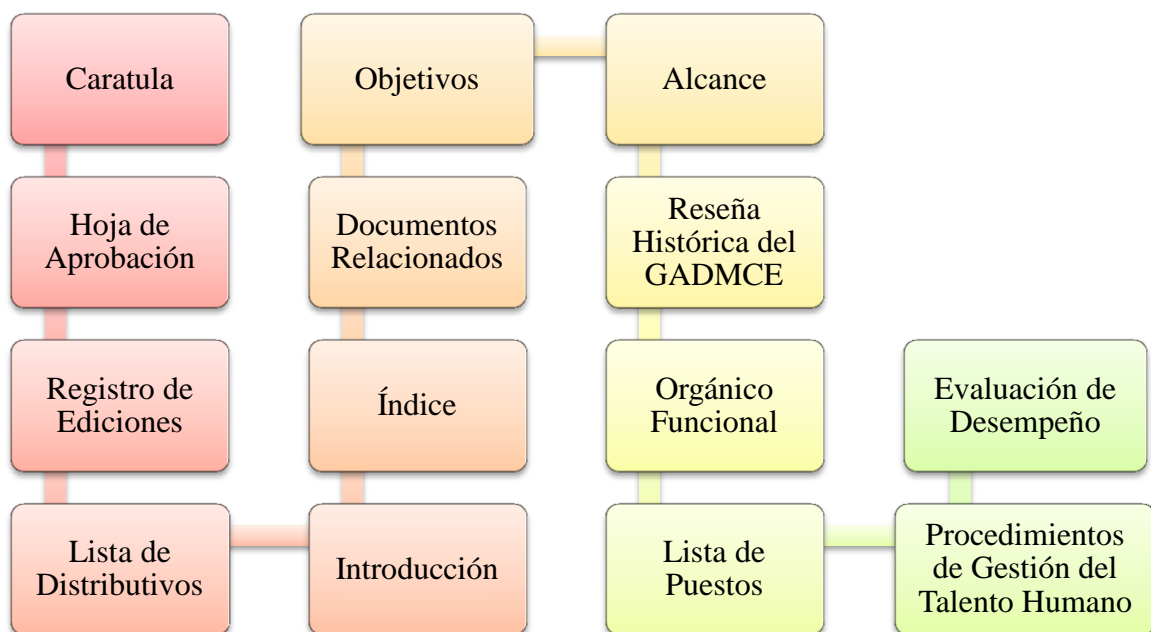 Caratula
Hoja de
Aprobación
Registro de
Ediciones
Lista de
Distributivos
Introducción
Índice
Documentos
Relacionados
Objetivos
Alcance
Reseña
Histórica del
GADMCE
Orgánico
Funcional
Lista de
Puestos
Procedimientos
de Gestión del
Talento Humano
Evaluación de
Desempeño